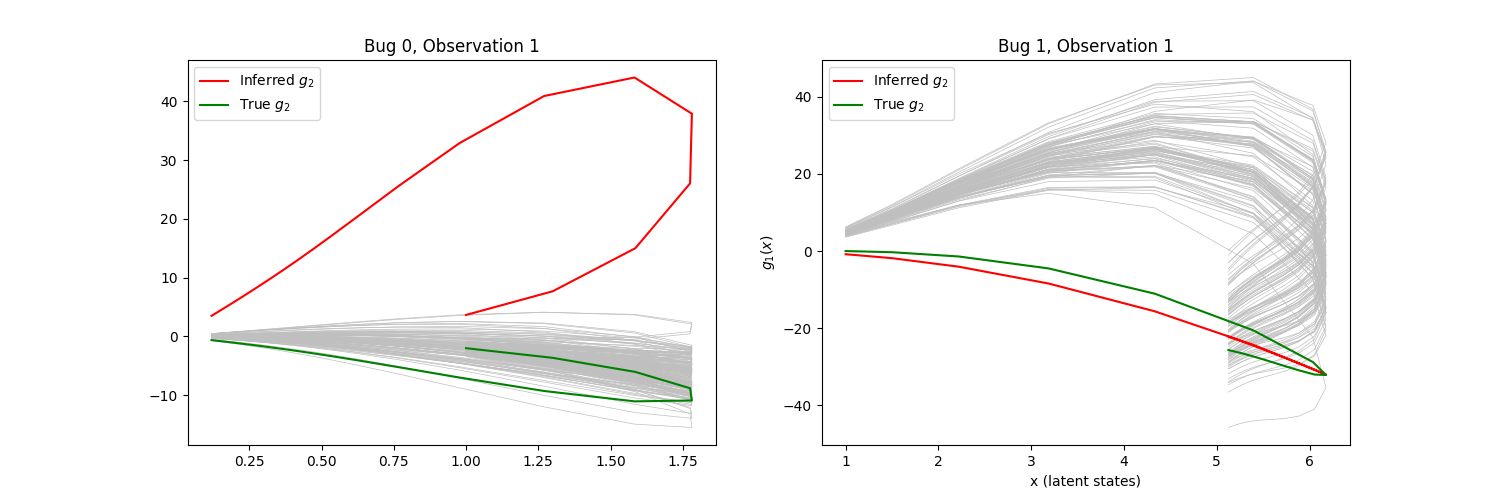 Bug 0, Observation 1
Inferred g₂
True g₂
40
30
20
10
0
−10
0.25 0.50 0.75 1.00 1.25 1.50 1.75
Bug 1, Observation 1
Inferred g₂
True g₂
g₁(x)
40
20
0
−20
−40
1 2 3 4 5 6
x (latent states)